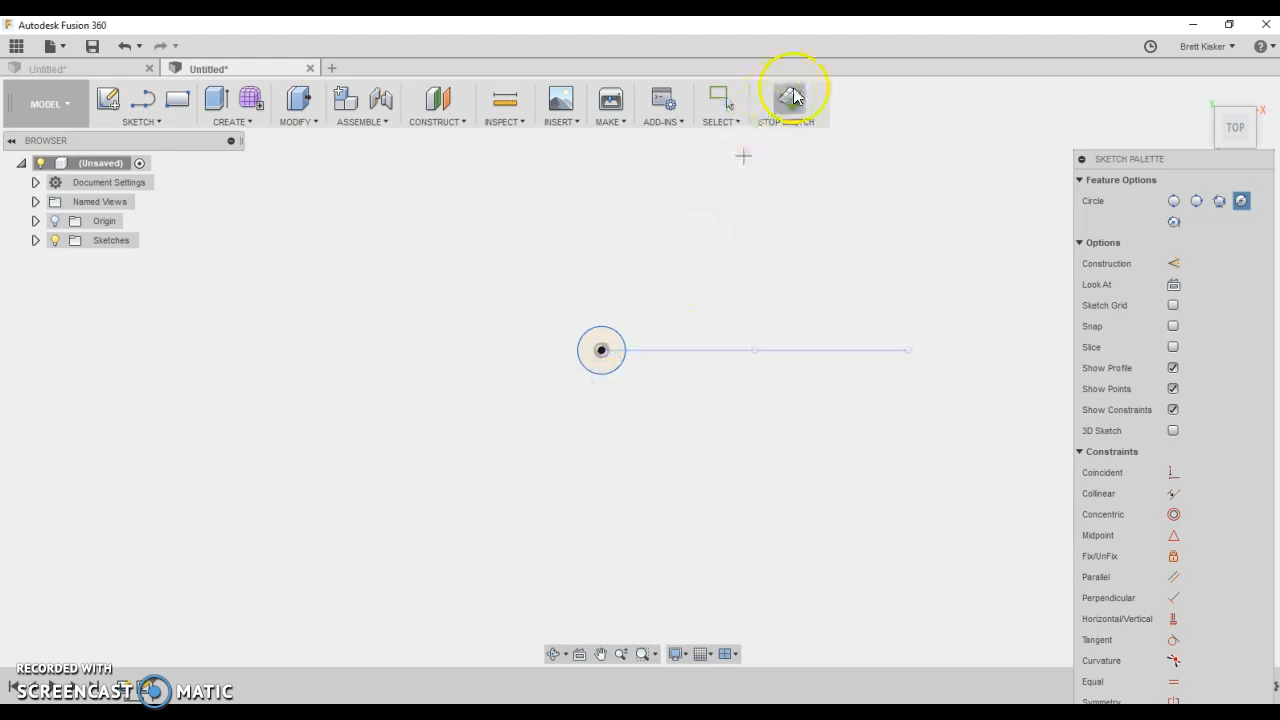 Autodesk Fusion 360
Brett Kisker
Untitled*
Untitled*
MODEL
SKETCH
CREATE
MODIFY
ASSEMBLE
CONSTRUCT
INSPECT
INSERT
MAKE
ADD-INS
SELECT
STOP SKETCH
BROWSER
(Unsaved)
Document Settings
Named Views
Origin
Sketches
Y
X
TOP
SKETCH PALETTE
Feature Options
Circle
Options
Construction
Look At
Sketch Grid
Snap
Slice
Show Profile
Show Points
Show Constraints
3D Sketch
Constraints
Coincident
Collinear
Concentric
Midpoint
Fix/UnFix
Parallel
Perpendicular
Horizontal/Vertical
Tangent
Curvature
Equal
Symmetry
RECORDED WITH
SCREENCAST MATIC